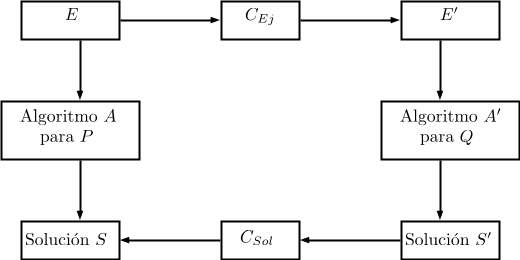 E
C_{Ej}
E'
Algoritmo A
para P
Algoritmo A'
para Q
Solución S
C_{Sol}
Solución S'